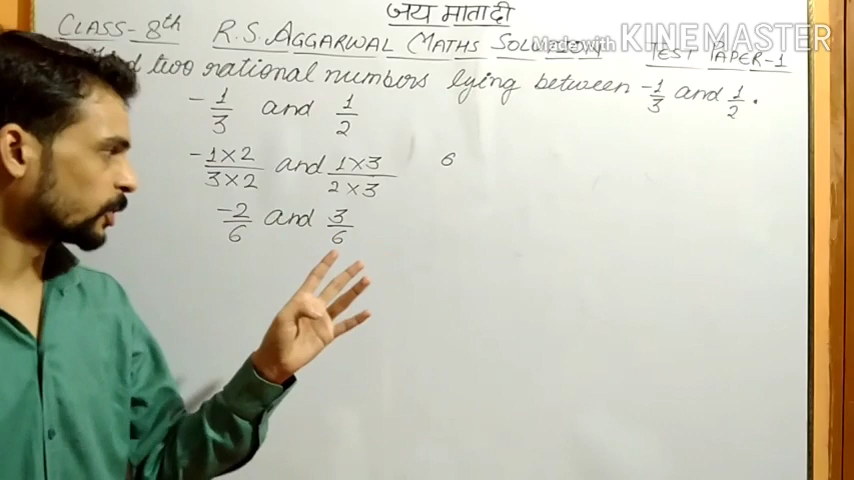 जय माता दी
CLASS-8th R.S. AGGARWAL MATHS SOLUTION TEST PAPER-1
Made with KINEMASTER
two rational numbers lying between -1/3 and 1/2.
-1/3 and 1/2
-1×2/3×2 and 1×3/2×3 6
-2/6 and 3/6